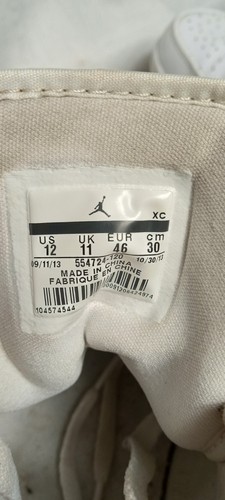 XC
US UK EUR cm
12 11 46 30
09/11/13 554724-120 10/30/13
MADE IN CHINA
FABRIQUE EN CHINE
104574544